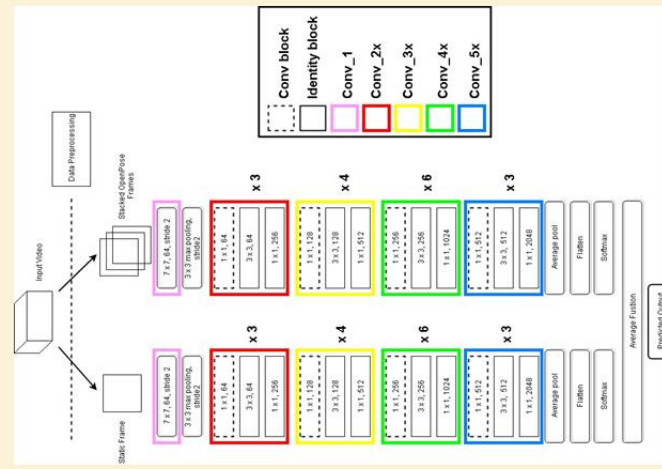 Input Video
Data Preprocessing
Static Frame
Stacked OpenPose
Frames
7 x 7, 64, stride 2
3 x 3 max pooling,
stride2
1 x 1, 64
3 x 3, 64
1 x 1, 256
x 3
1 x 1, 128
3 x 3, 128
1 x 1, 512
x 4
1 x 1, 256
3 x 3, 256
1 x 1, 1024
x 6
1 x 1, 512
3 x 3, 512
1 x 1, 2048
x 3
Average pool
Flatten
Softmax
7 x 7, 64, stride 2
3 x 3 max pooling,
stride2
1 x 1, 64
3 x 3, 64
1 x 1, 256
x 3
1 x 1, 128
3 x 3, 128
1 x 1, 512
x 4
1 x 1, 256
3 x 3, 256
1 x 1, 1024
x 6
1 x 1, 512
3 x 3, 512
1 x 1, 2048
x 3
Average pool
Flatten
Softmax
Average Fustion
Predicted Output
Conv block
Identity block
Conv_1
Conv_2x
Conv_3x
Conv_4x
Conv_5x